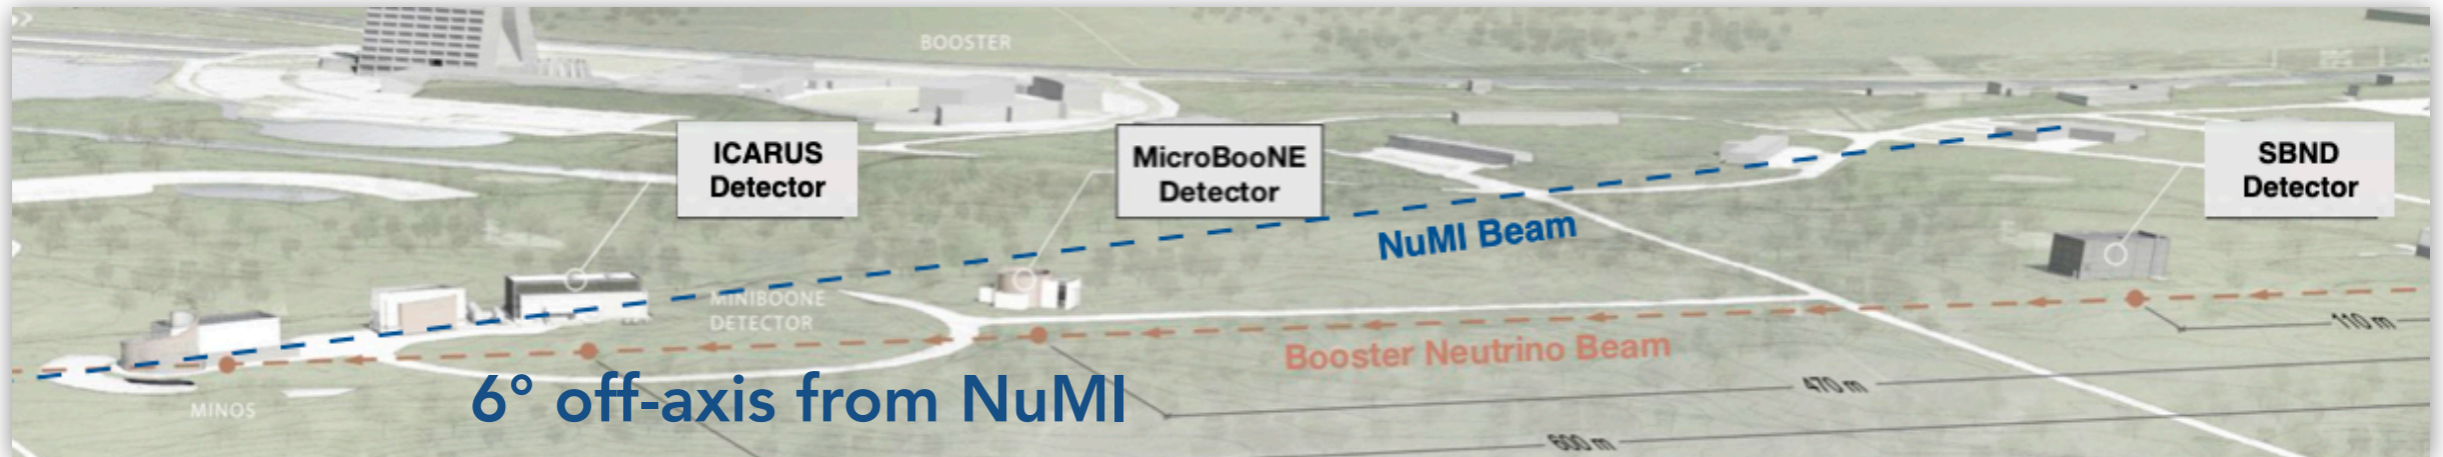 BOOSTER
ICARUS
Detector
MicroBooNE
Detector
SBND
Detector
NuMI Beam
MINIBOONE
DETECTOR
110 m
Booster Neutrino Beam
470 m
6° off-axis from NuMI
MINOS
600 m